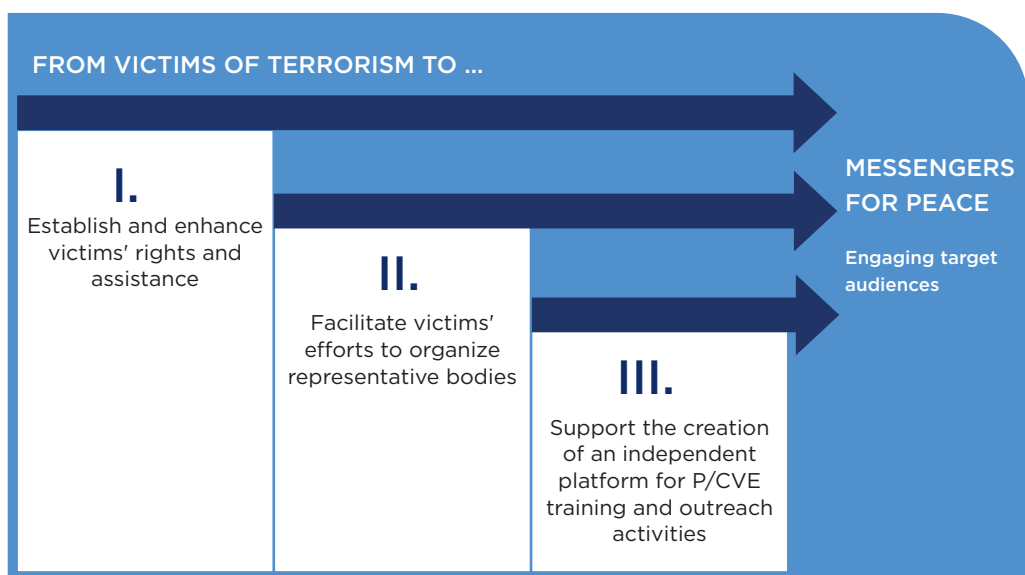 FROM VICTIMS OF TERRORISM TO ...
I.
Establish and enhance
victims' rights and
assistance
II.
Facilitate victims'
efforts to organize
representative bodies
III.
Support the creation
of an independent
platform for P/CVE
training and outreach
activities
MESSENGERS
FOR PEACE
Engaging target
audiences